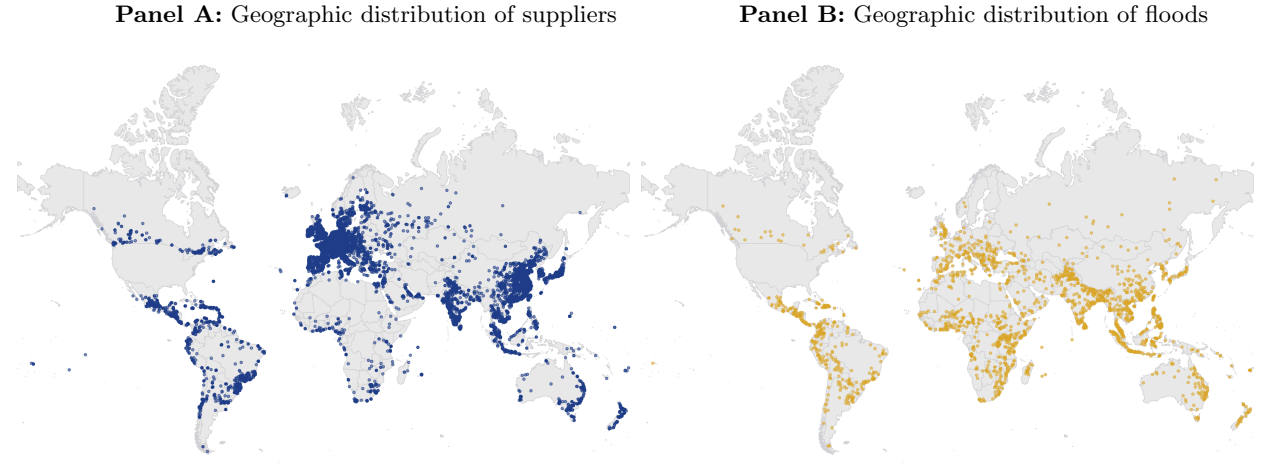 Panel A: Geographic distribution of suppliers
Panel B: Geographic distribution of floods